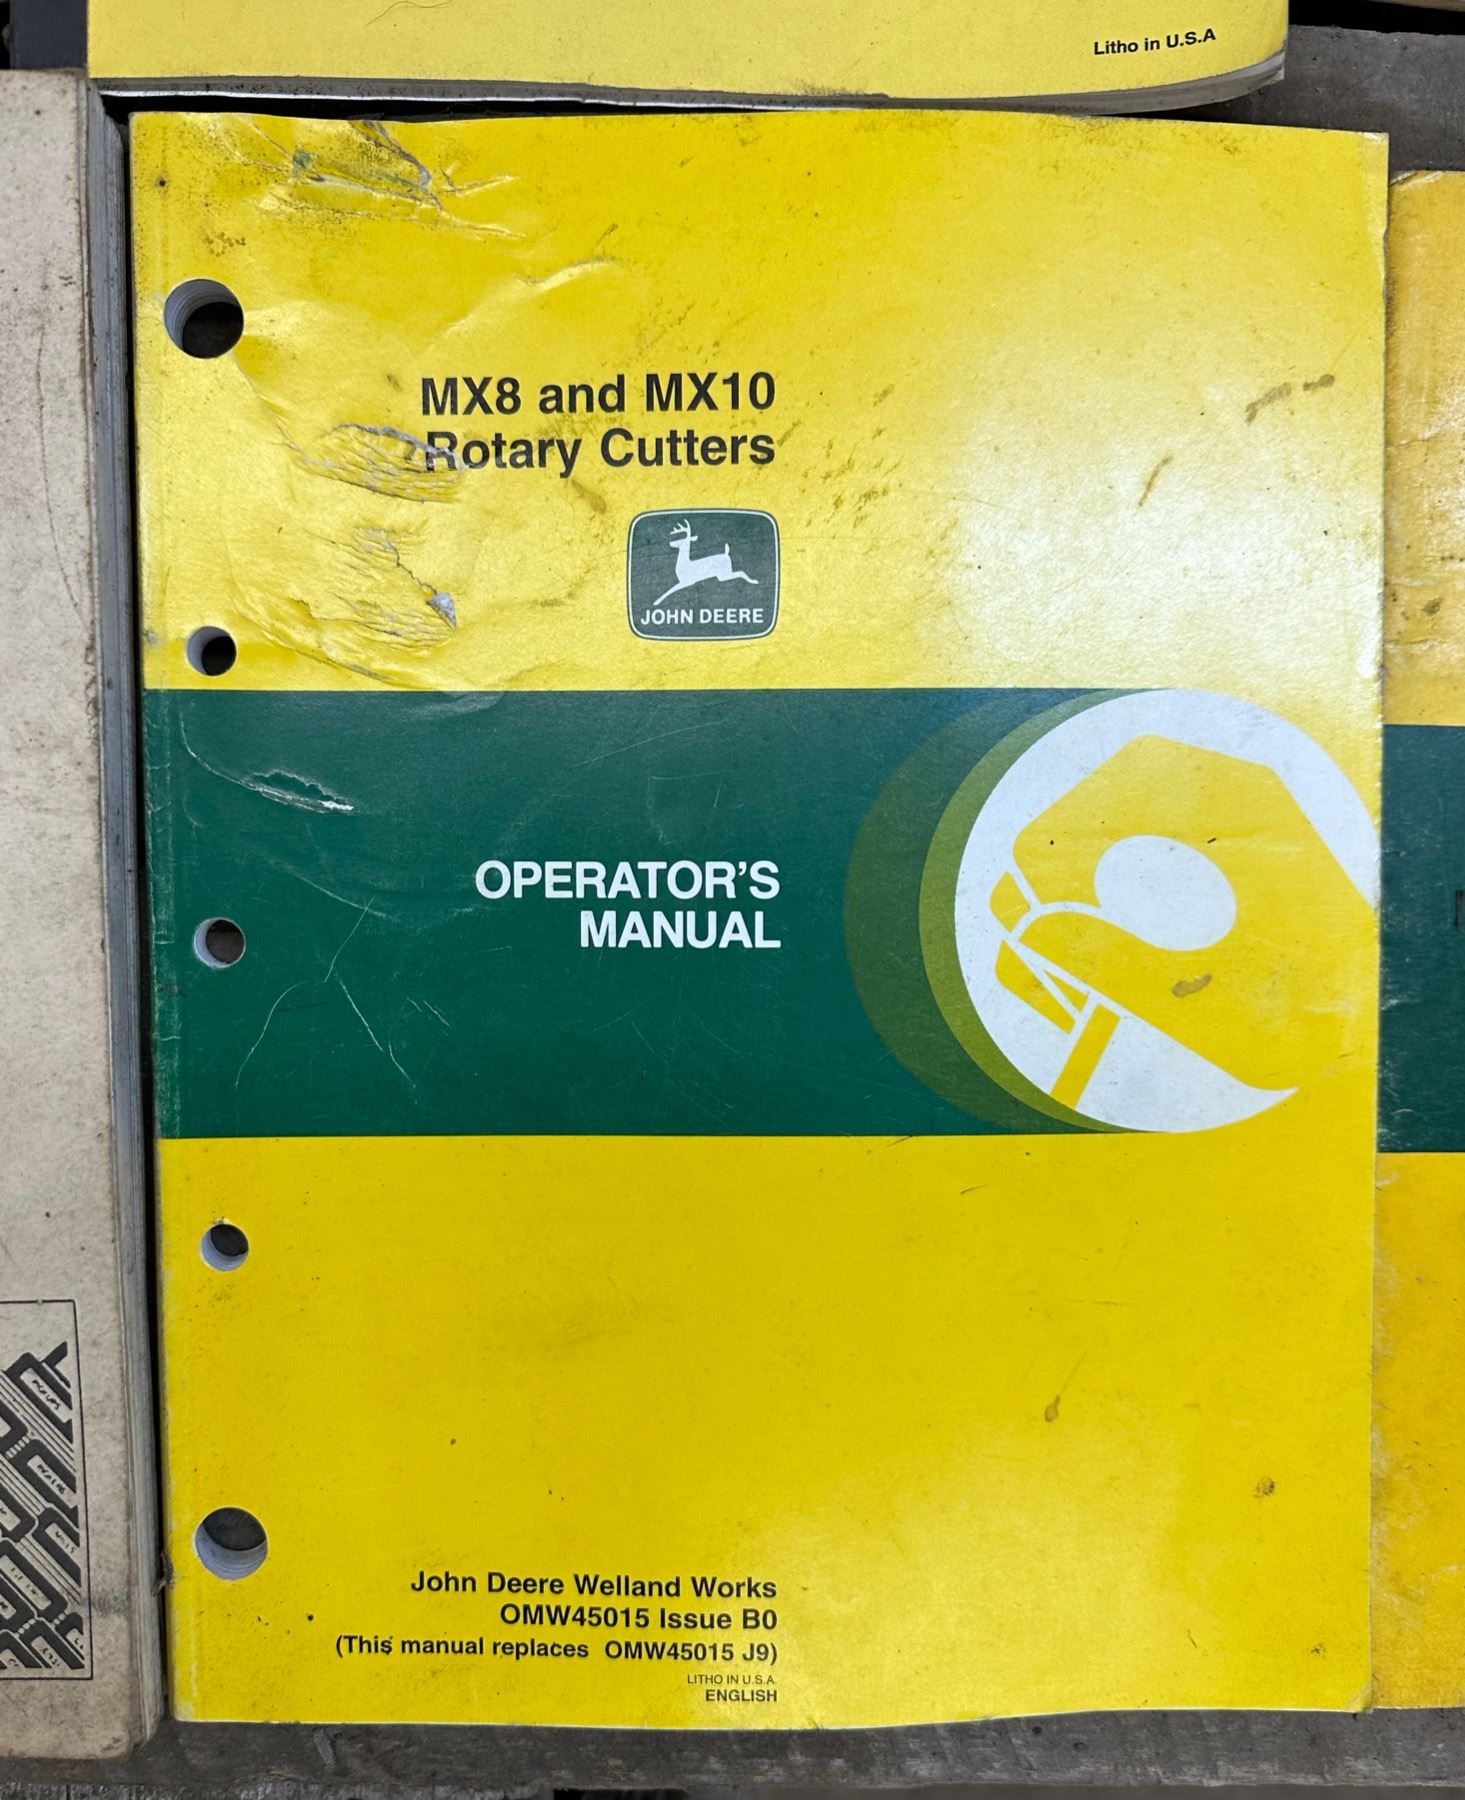 Litho in U.S.A
MX8 and MX10
Rotary Cutters
JOHN DEERE
OPERATOR'S
MANUAL
John Deere Welland Works
OMW45015 Issue B0
(This manual replaces OMW45015 J9)
LITHO IN U.S.A.
ENGLISH